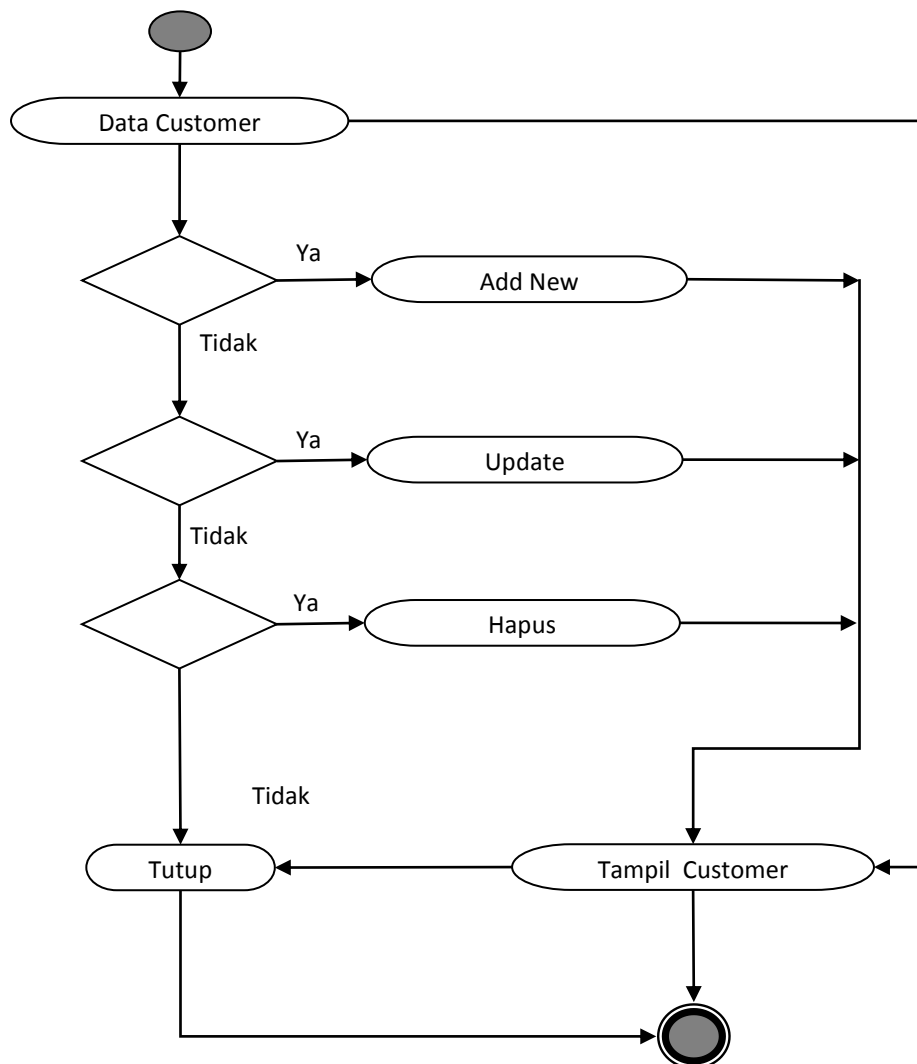 Data Customer
Ya
Add New
Tidak
Ya
Update
Tidak
Ya
Hapus
Tidak
Tutup
Tampil  Customer